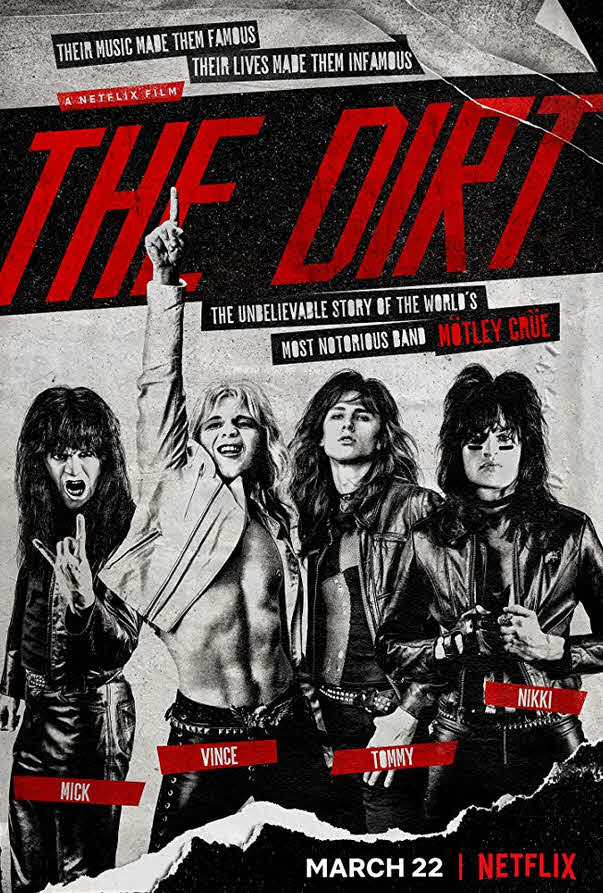 THEIR MUSIC MADE THEM FAMOUS
THEIR LIVES MADE THEM INFAMOUS
A NETFLIX FILM
THE DIRT
THE UNBELIEVABLE STORY OF THE WORLD'S
MOST NOTORIOUS BAND MÖTLEY CRÜE
MICK
VINCE
TOMMY
NIKKI
MARCH 22 | NETFLIX